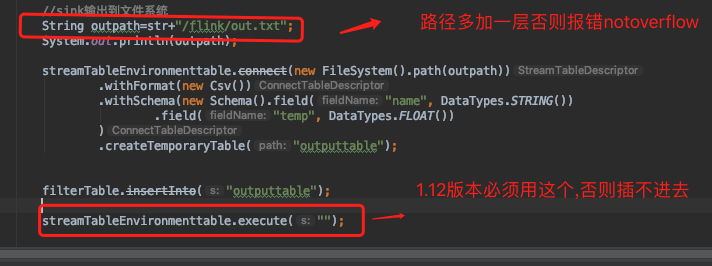 //sink输出到文件系统
String outpath=str+"/flink/out.txt";
路径多加一层否则报错notoverflow
System.out.println(outpath);
streamTableEnvironmenttable.connect(new FileSystem().path(outpath)) StreamTableDescriptor
.withFormat(new Csv()) ConnectTableDescriptor
.withSchema(new Schema().field( fieldName: "name", DataTypes.STRING())
.field( fieldName: "temp", DataTypes.FLOAT())
) ConnectTableDescriptor
.createTemporaryTable( path: "outputtable");
filterTable.insertInto( s: "outputtable");
1.12版本必须用这个,否则插不进去
streamTableEnvironmenttable.execute( s: "");